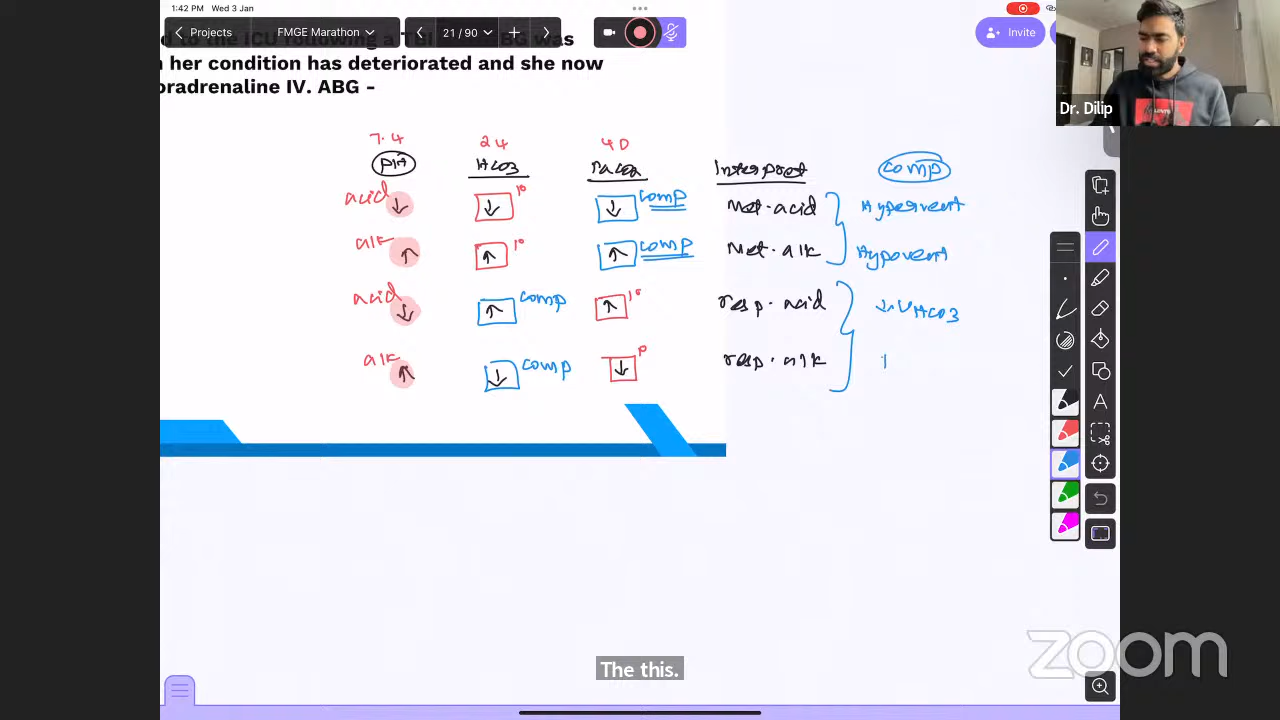 1:42 PM Wed 3 Jan
Projects
FMGE Marathon
21 / 90
Invite
Dr. Dilip
n her condition has deteriorated and she now
oradrenaline IV. ABG -
7.4 24 40
pH HCO3 PaCO2 Interpret comp
acid ↓ ↓ 1° ↓ comp Met. acid Hypervent
alk ↑ ↑ 1° ↑ comp Met. alk Hypovent
acid ↓ ↑ comp ↑ 1° resp. acid HCO3
alk ↑ ↓ comp ↓ 1° resp. alk
The this.
zoom